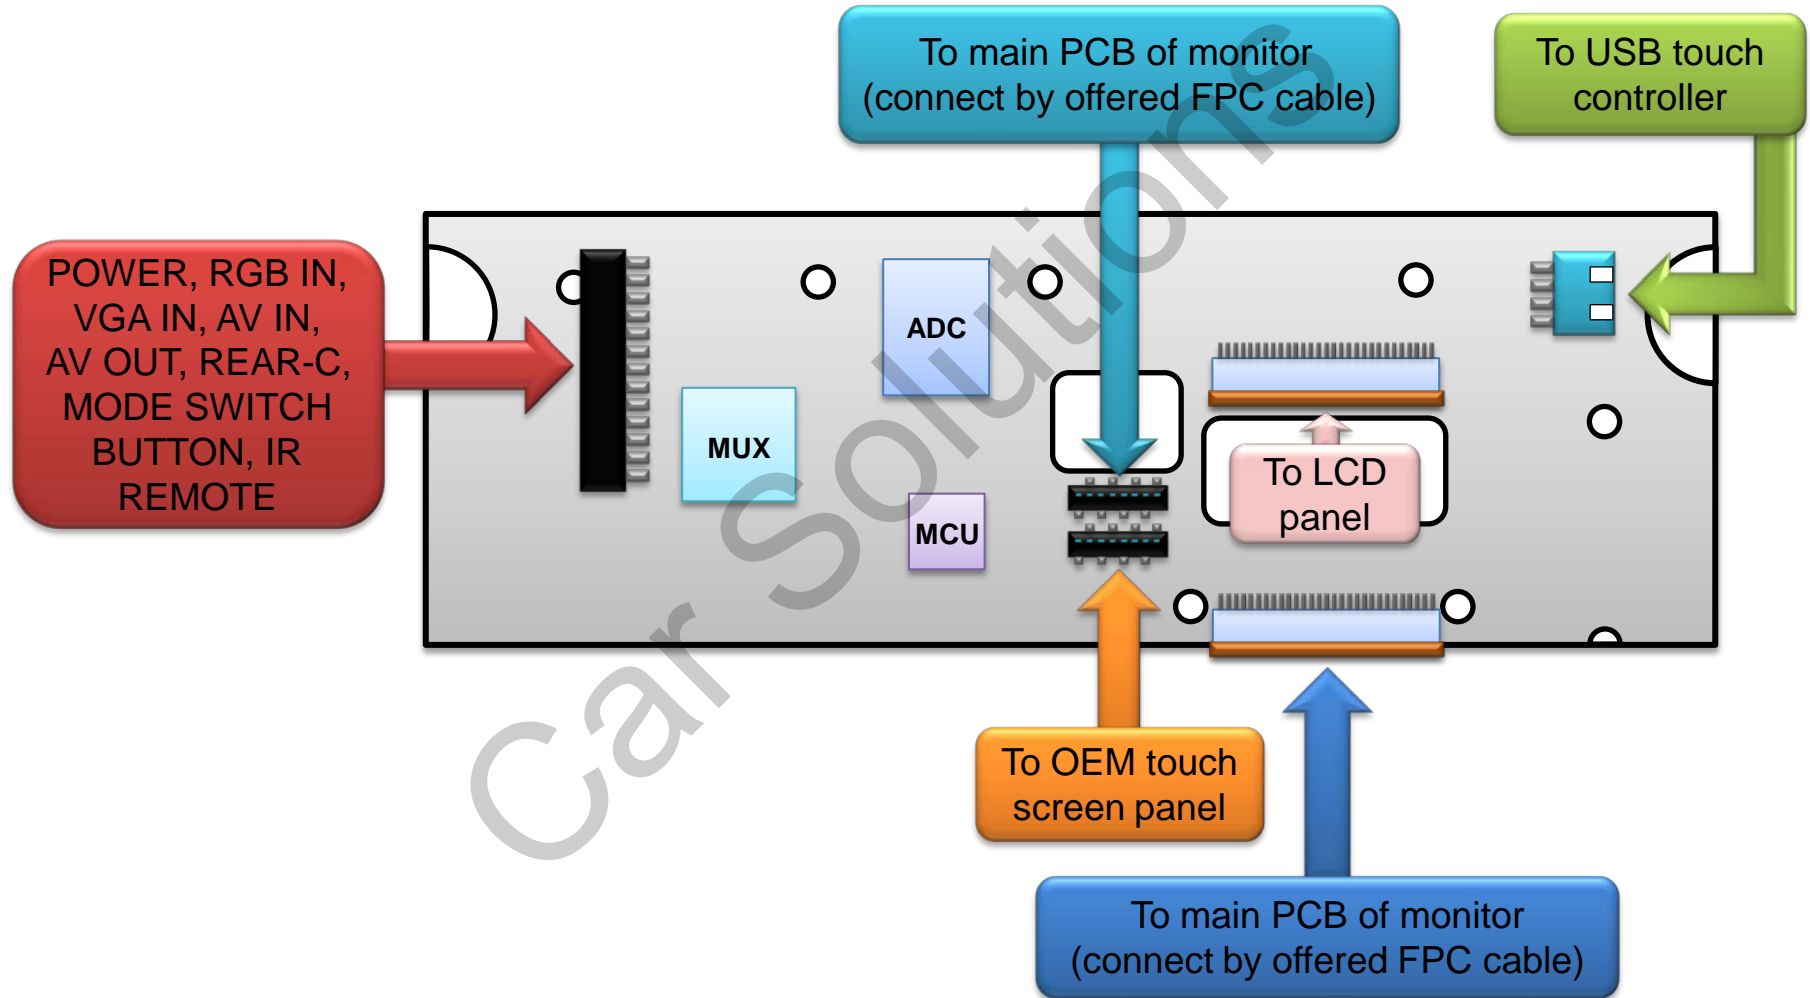 To main PCB of monitor
(connect by offered FPC cable)
To USB touch
controller
POWER, RGB IN,
VGA IN, AV IN,
AV OUT, REAR-C,
MODE SWITCH
BUTTON, IR
REMOTE
ADC
MUX
MCU
To LCD
panel
To OEM touch
screen panel
To main PCB of monitor
(connect by offered FPC cable)
Car Solutions